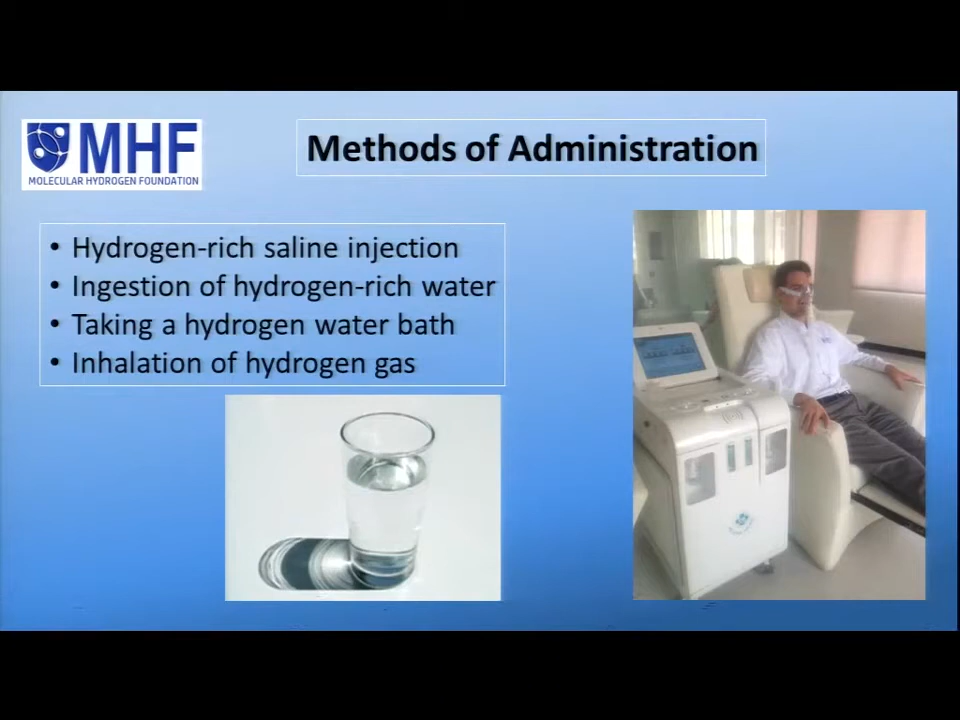 MHF
MOLECULAR HYDROGEN FOUNDATION
Methods of Administration
• Hydrogen-rich saline injection
• Ingestion of hydrogen-rich water
• Taking a hydrogen water bath
• Inhalation of hydrogen gas